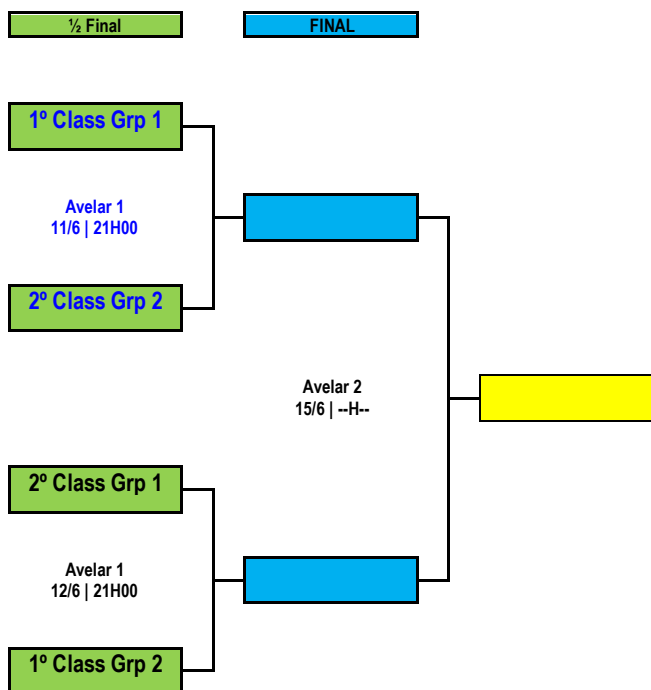 ½ Final
FINAL
1º Class Grp 1
Avelar 1
11/6 | 21H00
2º Class Grp 2
Avelar 2
15/6 | --H--
2º Class Grp 1
Avelar 1
12/6 | 21H00
1º Class Grp 2